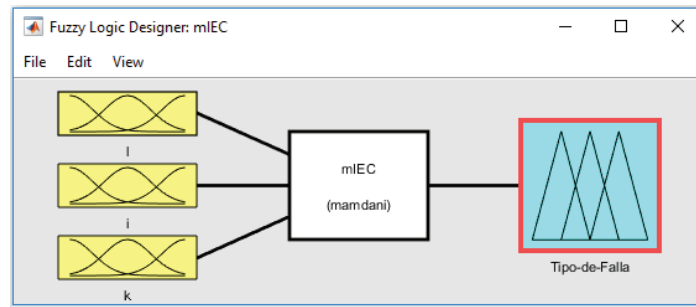 Fuzzy Logic Designer: mIEC
File Edit View
l
mIEC
i
(mamdani)
k
Tipo-de-Falla